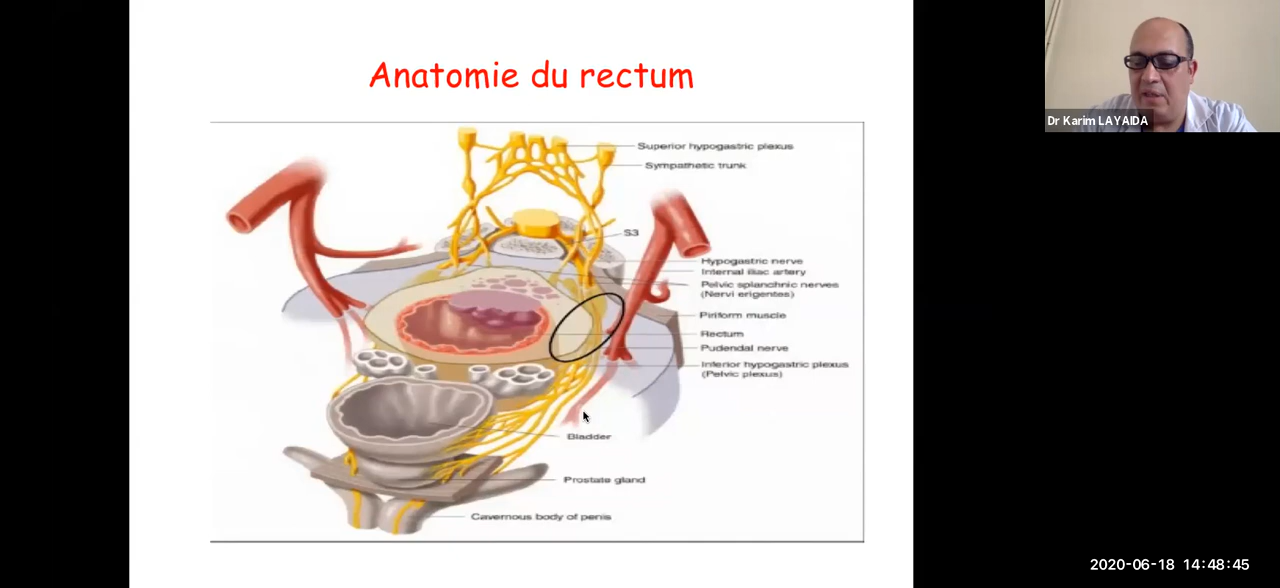 Anatomie du rectum
Dr Karim LAYAIDA
Superior hypogastric plexus
Sympathetic trunk
S3
Hypogastric nerve
Internal iliac artery
Pelvic splanchnic nerves
(Nervi erigentes)
Piriform muscle
Rectum
Pudendal nerve
Inferior hypogastric plexus
(Pelvic plexus)
Bladder
Prostate gland
Cavernous body of penis
2020-06-18 14:48:45